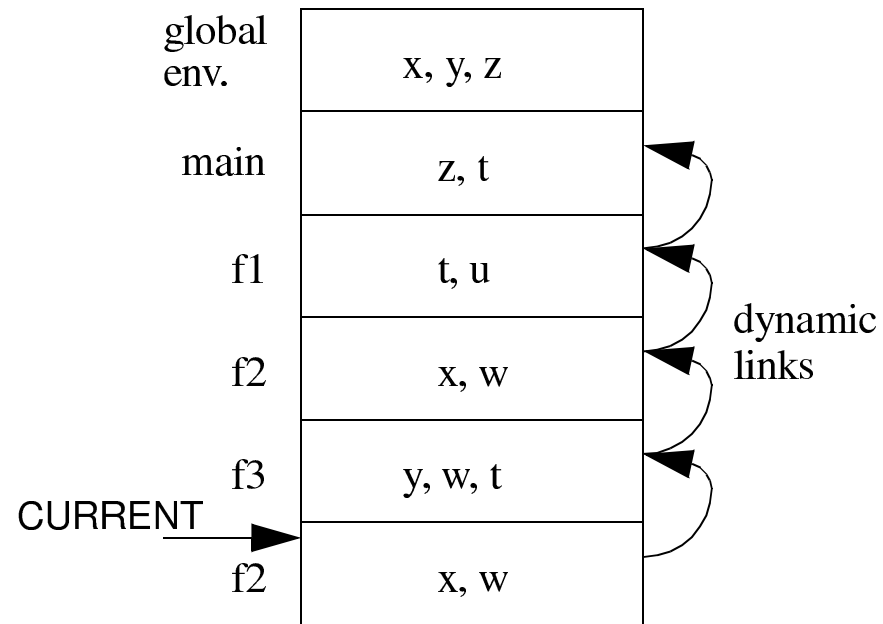 global
env.
x, y, z
main
z, t
f1
t, u
dynamic
links
f2
x, w
f3
y, w, t
CURRENT
f2
x, w